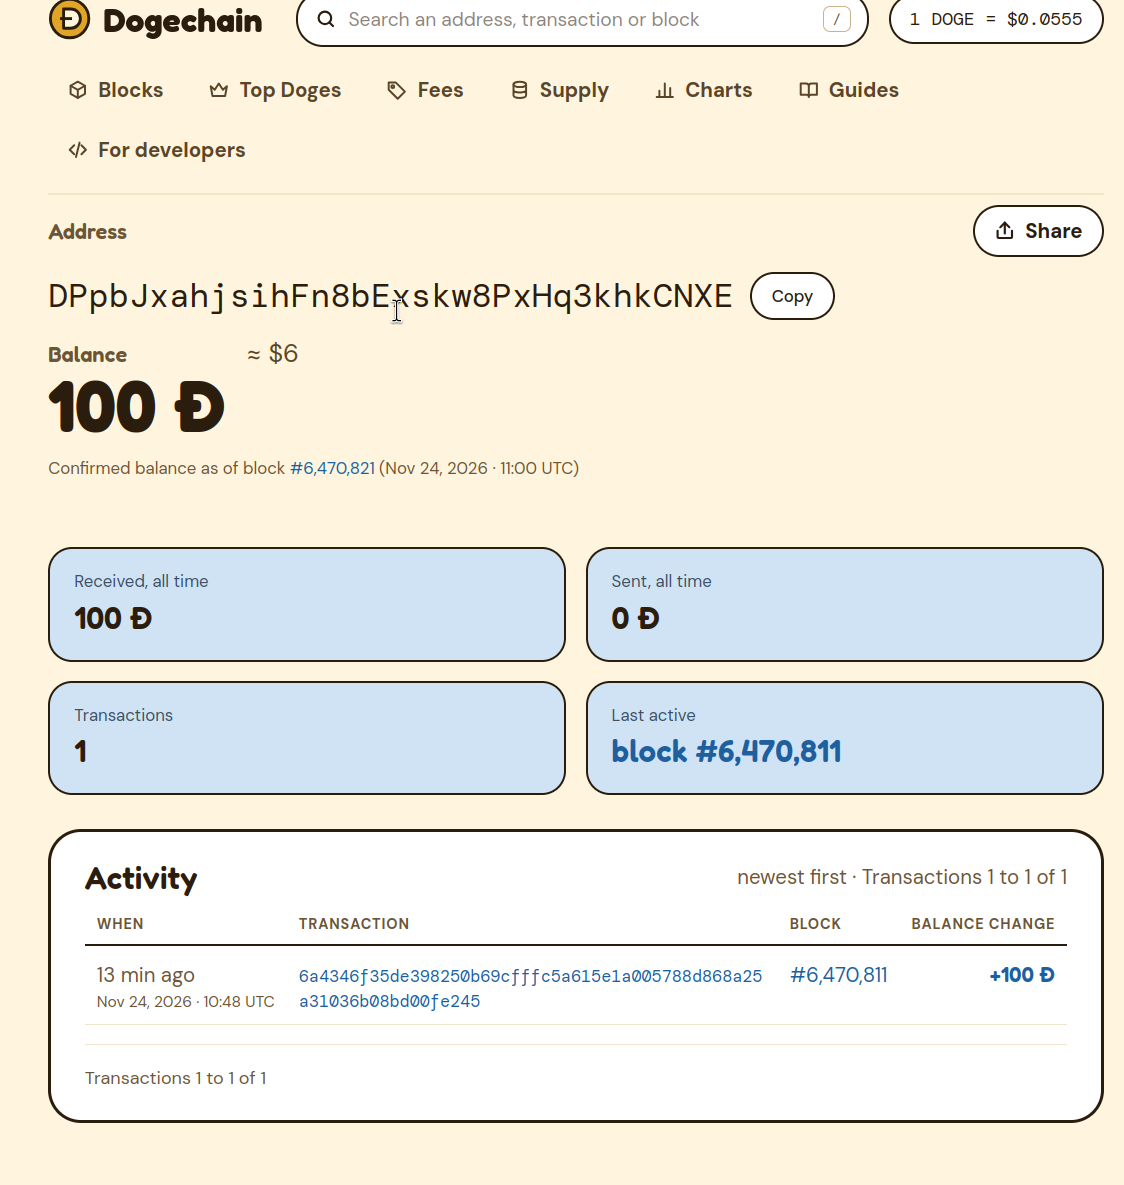 Dogechain
Search an address, transaction or block
/
1 DOGE = $0.0555
Blocks
Top Doges
Fees
Supply
Charts
Guides
For developers
Address
Share
DPpbJxahjsihFn8bExskw8PxHq3khkCNXE
Copy
Balance
≈ $6
100 Ð
Confirmed balance as of block #6,470,821 (Nov 24, 2026 · 11:00 UTC)
Received, all time
100 Ð
Sent, all time
0 Ð
Transactions
1
Last active
block #6,470,811
Activity
newest first · Transactions 1 to 1 of 1
WHEN
TRANSACTION
BLOCK
BALANCE CHANGE
13 min ago
Nov 24, 2026 · 10:48 UTC
6a4346f35de398250b69cfffc5a615e1a005788d868a25
a31036b08bd00fe245
#6,470,811
+100 Ð
Transactions 1 to 1 of 1